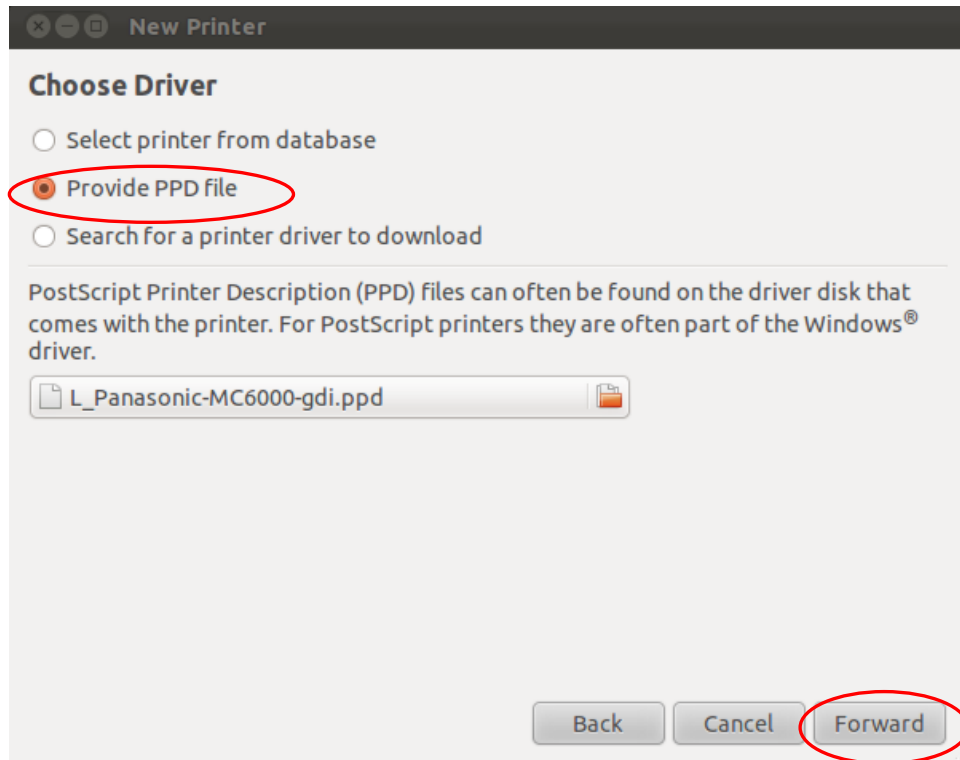 New Printer
Choose Driver
Select printer from database
Provide PPD file
Search for a printer driver to download
PostScript Printer Description (PPD) files can often be found on the driver disk that
comes with the printer. For PostScript printers they are often part of the Windows®
driver.
L_Panasonic-MC6000-gdi.ppd
Back Cancel Forward